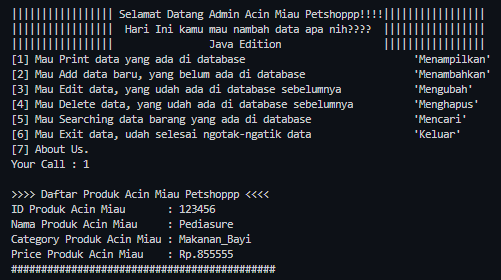 ||||||||||||||||| Selamat Datang Admin Acin Miau Petshoppp!!!!|||||||||||||||||
||||||||||||||||| Hari Ini kamu mau nambah data apa nih???? |||||||||||||||||
||||||||||||||||| Java Edition |||||||||||||||||
[1] Mau Print data yang ada di database 'Menampilkan'
[2] Mau Add data baru, yang belum ada di database 'Menambahkan'
[3] Mau Edit data, yang udah ada di database sebelumnya 'Mengubah'
[4] Mau Delete data, yang udah ada di database sebelumnya 'Menghapus'
[5] Mau Searching data barang yang ada di database 'Mencari'
[6] Mau Exit data, udah selesai ngotak-ngatik data 'Keluar'
[7] About Us.
Your Call : 1
>>>> Daftar Produk Acin Miau Petshoppp <<<<
ID Produk Acin Miau : 123456
Nama Produk Acin Miau : Pediasure
Category Produk Acin Miau : Makanan_Bayi
Price Produk Acin Miau : Rp.855555
############################################